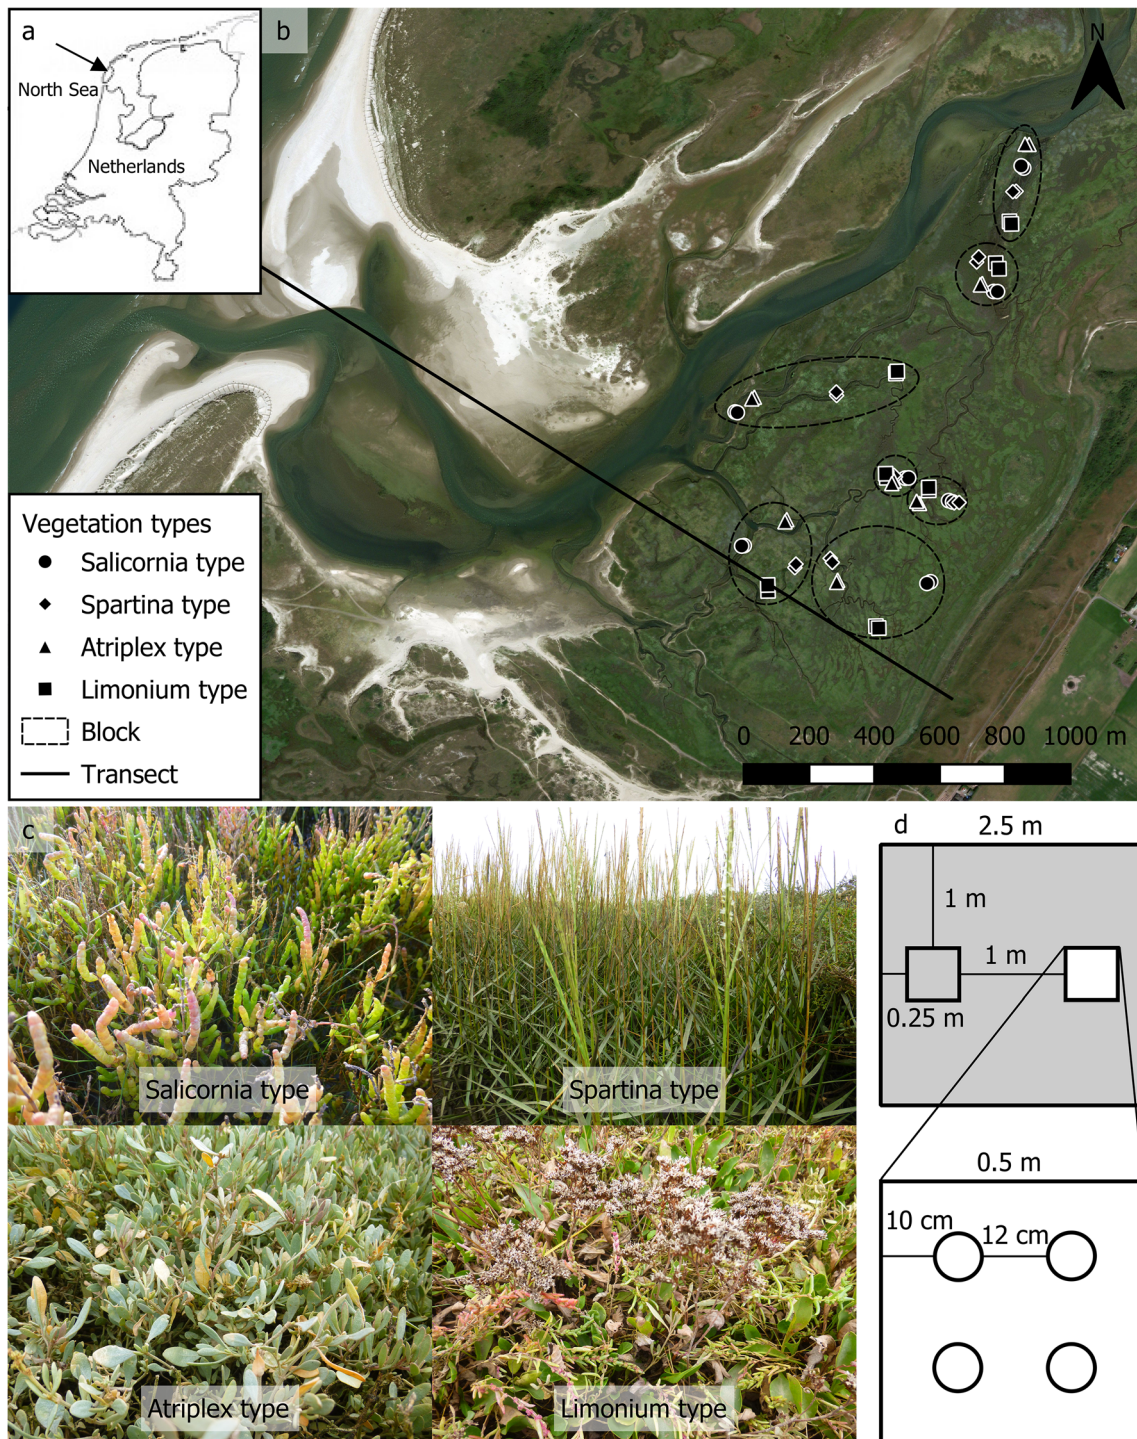 a
North Sea
Netherlands
b
N
Vegetation types
Salicornia type
Spartina type
Atriplex type
Limonium type
Block
Transect
0 200 400 600 800 1000 m
c
Salicornia type
Spartina type
Atriplex type
Limonium type
d
2.5 m
1 m
1 m
0.25 m
0.5 m
10 cm
12 cm